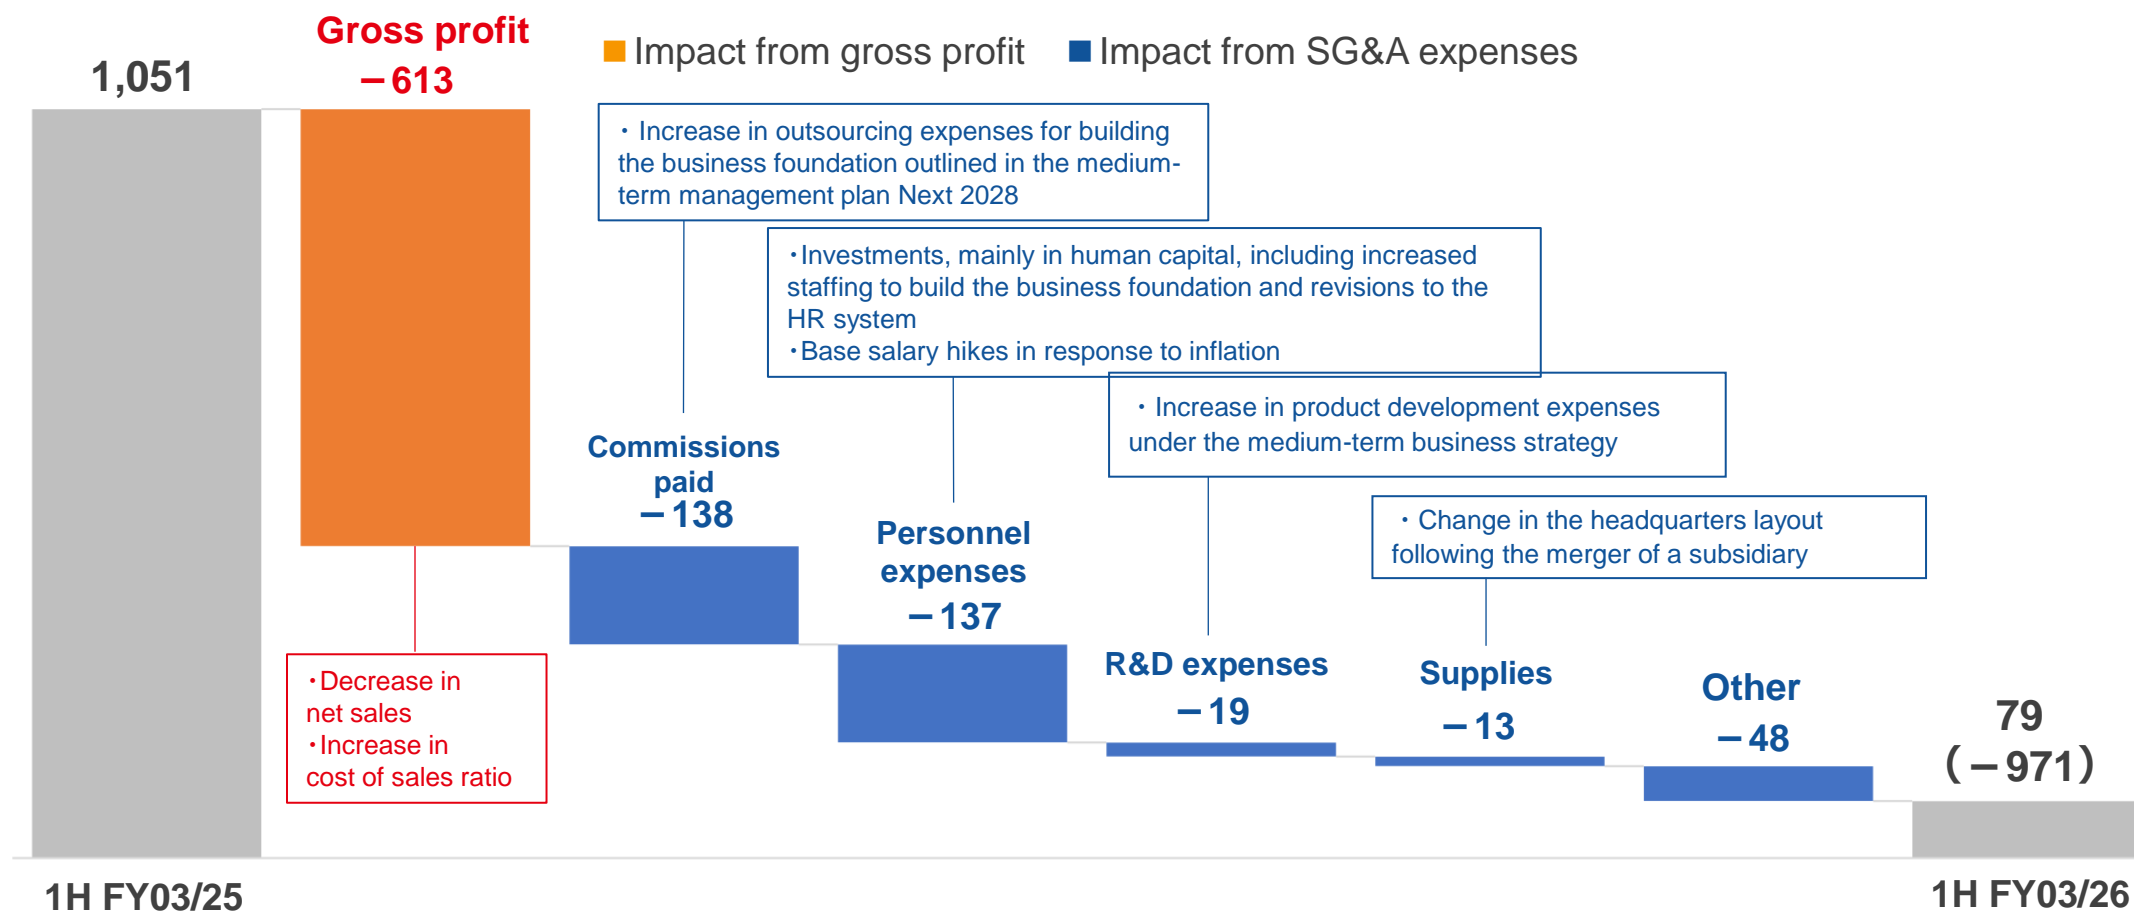 Gross profit
－613
1,051
Impact from gross profit
Impact from SG&A expenses
・Increase in outsourcing expenses for building
the business foundation outlined in the medium-
term management plan Next 2028
・Investments, mainly in human capital, including increased
staffing to build the business foundation and revisions to the
HR system
・Base salary hikes in response to inflation
・Increase in product development expenses
under the medium-term business strategy
Commissions
paid
－138
・Change in the headquarters layout
following the merger of a subsidiary
Personnel
expenses
－137
・Decrease in
net sales
・Increase in
cost of sales ratio
R&D expenses
－19
Supplies
－13
Other
－48
79
(－971)
1H FY03/25
1H FY03/26